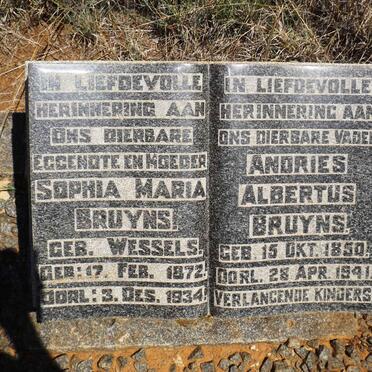 IN LIEFDEVOLLE
HERINNERING AAN
ONS DIERBARE
EGGENOTE EN MOEDER
SOPHIA MARIA
BRUYNS.
GEB. WESSELS.
GEB: 17. FEB. 1872.
OORL: 3. DES. 1934.
IN LIEFDEVOLLE
HERINNERING AAN
ONS DIERBARE VADER
ANDRIES
ALBERTUS
BRUYNS.
GEB. 15 OKT. 1850.
OORL. 28 APR. 1941.
VERLANGENDE KINDERS.